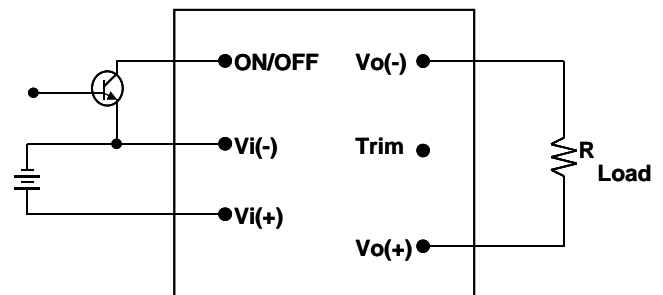 ON/OFF
Vo(-)
Vi(-)
Trim
R
Load
Vi(+)
Vo(+)